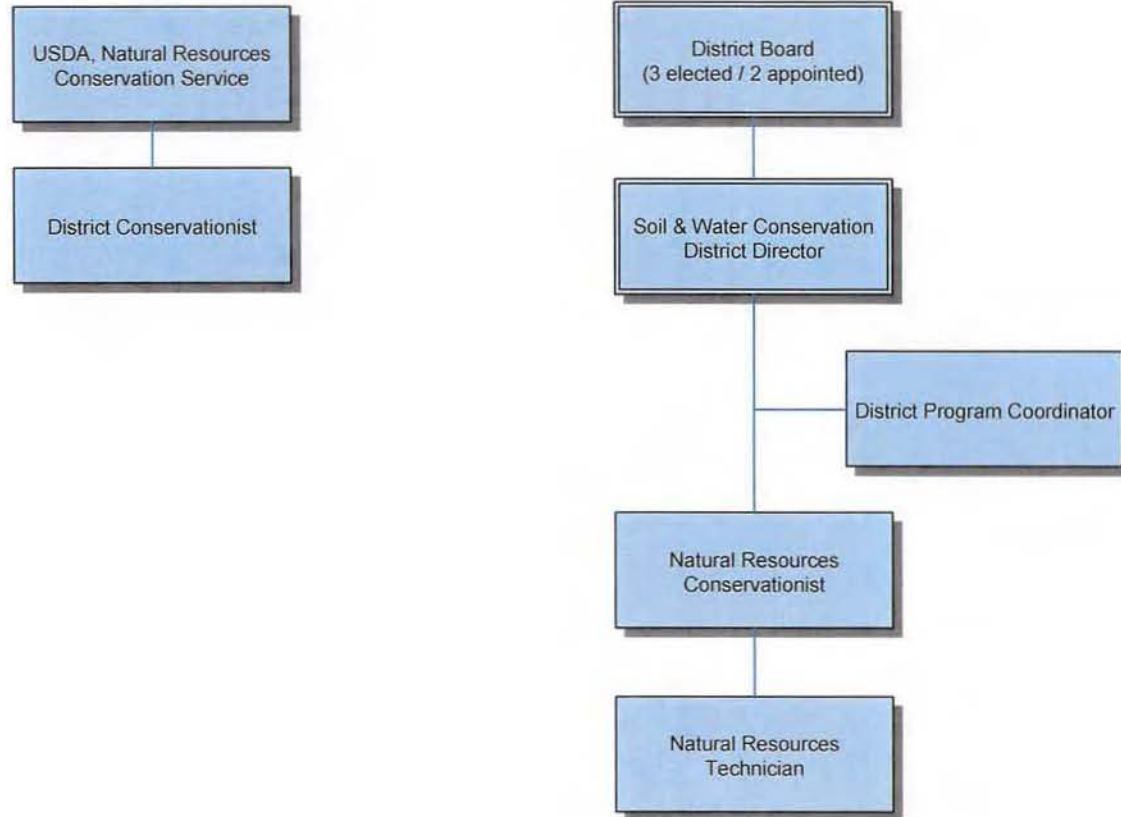 USDA, Natural Resources
Conservation Service
District Conservationist
District Board
(3 elected / 2 appointed)
Soil & Water Conservation
District Director
District Program Coordinator
Natural Resources
Conservationist
Natural Resources
Technician